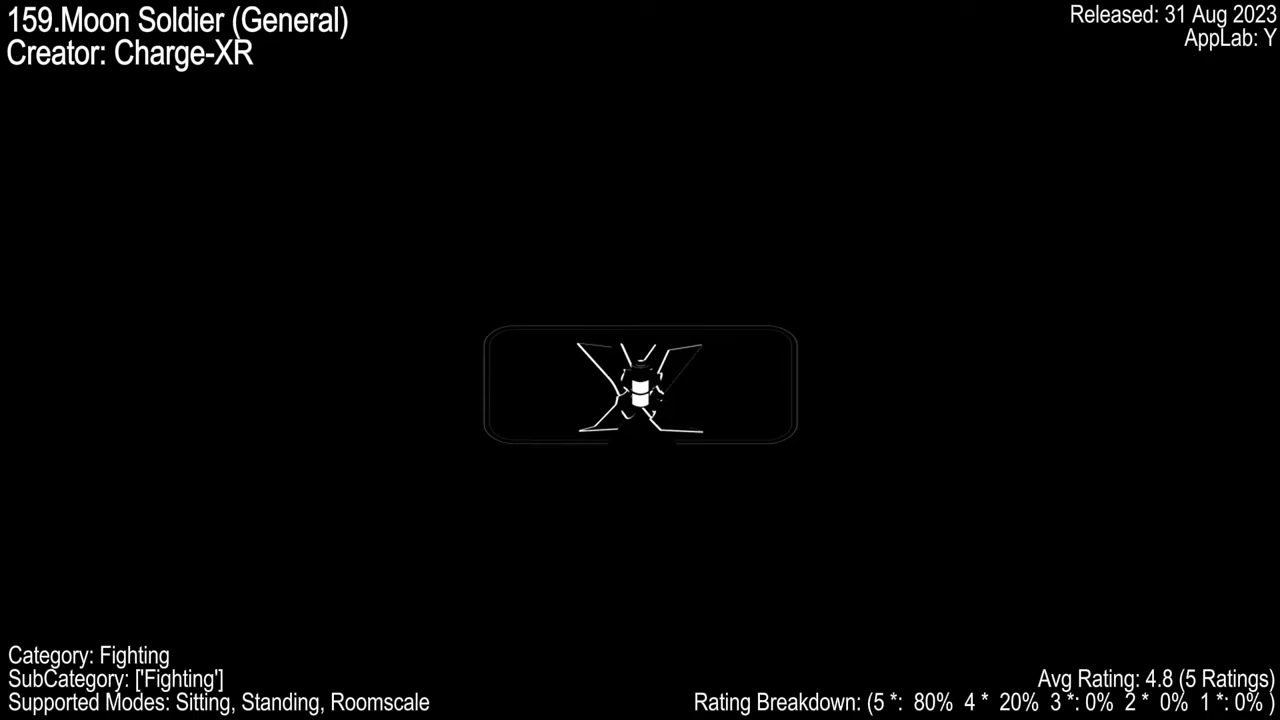 159.Moon Soldier (General)
Creator: Charge-XR
Released: 31 Aug 2023
AppLab: Y
Category: Fighting
SubCategory: ['Fighting']
Supported Modes: Sitting, Standing, Roomscale
Avg Rating: 4.8 (5 Ratings)
Rating Breakdown: (5 *: 80% 4 * 20% 3 *: 0% 2 * 0% 1 *: 0% )